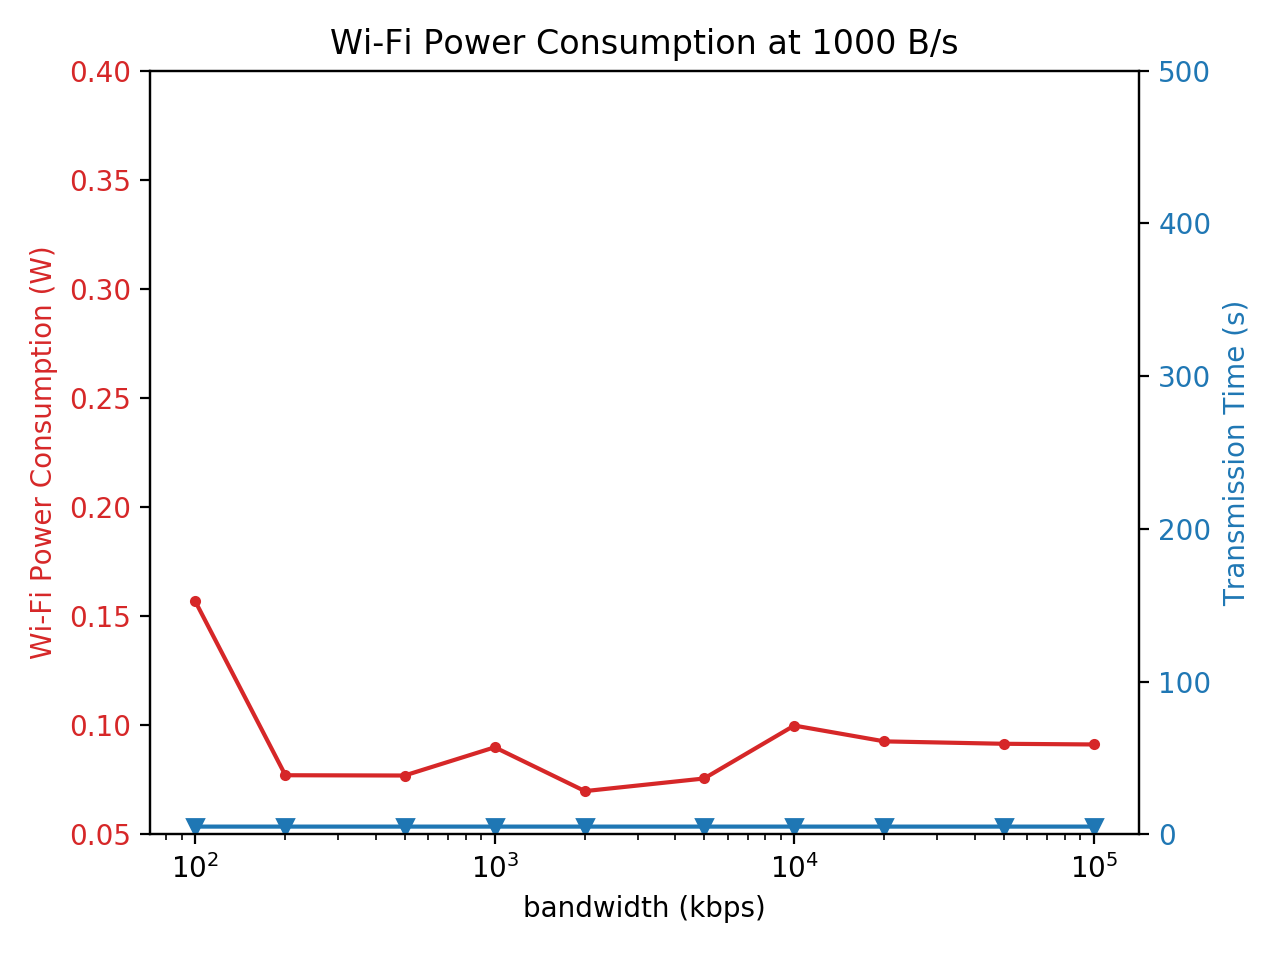 Wi-Fi Power Consumption at 1000 B/s
Wi-Fi Power Consumption (W)
0.40
0.35
0.30
0.25
0.20
0.15
0.10
0.05
500
400
300
200
100
0
Transmission Time (s)
10² 10³ 10⁴ 10⁵
bandwidth (kbps)